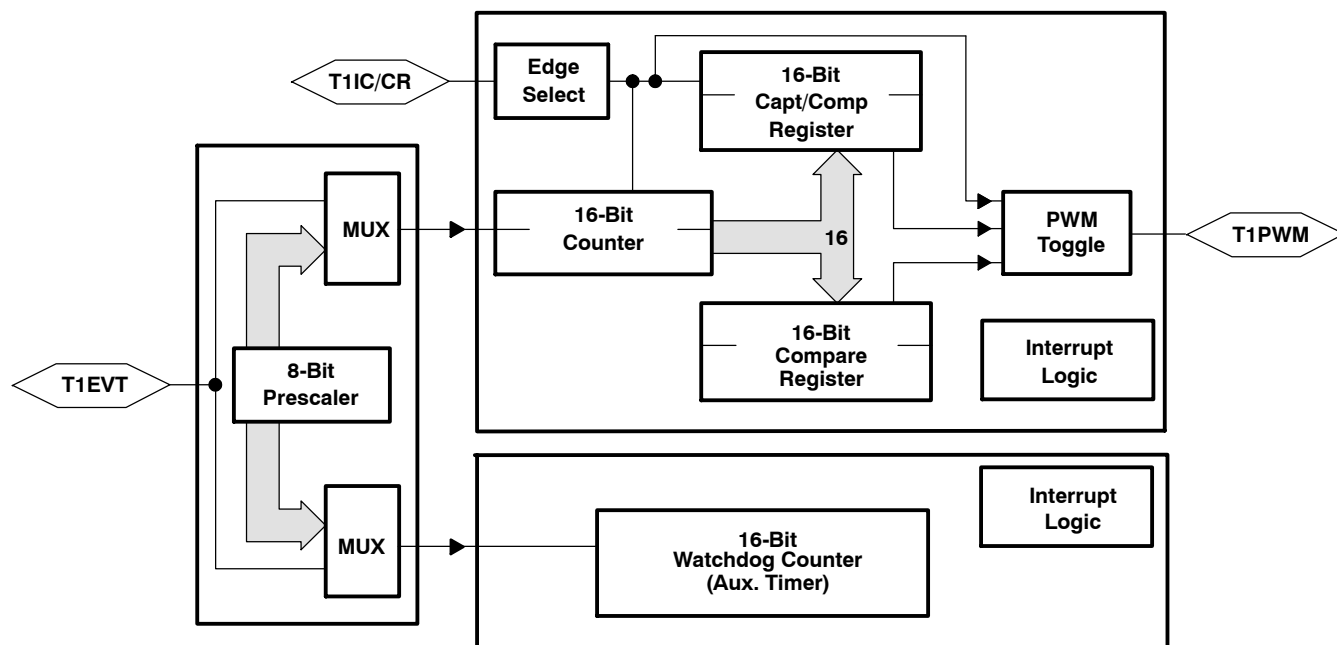 T1IC/CR
Edge
Select
16-Bit
Capt/Comp
Register
MUX
16-Bit
Counter
16
PWM
Toggle
T1PWM
T1EVT
8-Bit
Prescaler
16-Bit
Compare
Register
Interrupt
Logic
MUX
16-Bit
Watchdog Counter
(Aux. Timer)
Interrupt
Logic